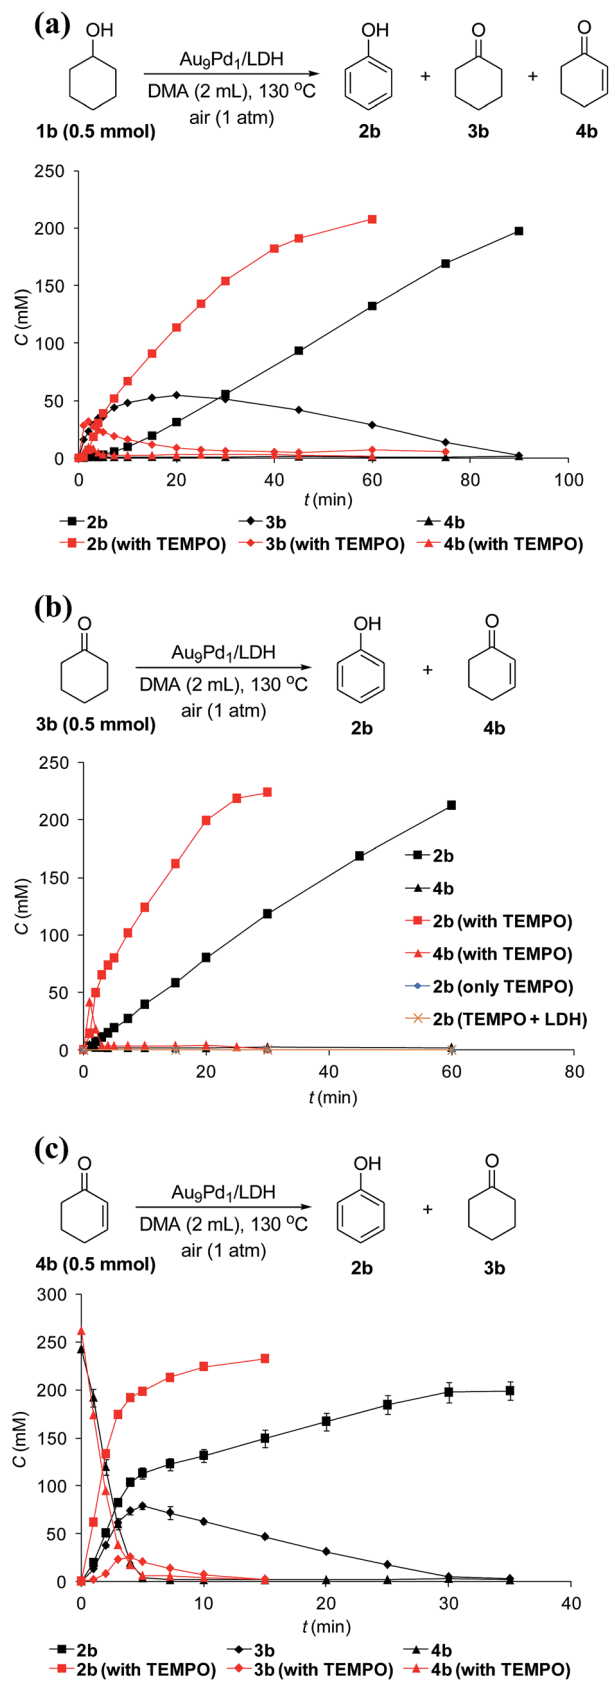 (a)
OH
O
O
OH
Au₉Pd₁/LDH
DMA (2 mL), 130 °C
air (1 atm)
+
+
1b (0.5 mmol)
2b
3b
4b
250
200
150
100
50
0
C (mM)
0
20
40
60
80
100
t (min)
2b
3b
4b
2b (with TEMPO)
3b (with TEMPO)
4b (with TEMPO)
(b)
O
OH
O
Au₉Pd₁/LDH
DMA (2 mL), 130 °C
air (1 atm)
+
3b (0.5 mmol)
2b
4b
250
200
150
100
50
0
C (mM)
2b
4b
2b (with TEMPO)
4b (with TEMPO)
2b (only TEMPO)
2b (TEMPO + LDH)
0
20
40
60
80
t (min)
(c)
O
OH
O
Au₉Pd₁/LDH
DMA (2 mL), 130 °C
air (1 atm)
+
4b (0.5 mmol)
2b
3b
300
250
200
150
100
50
0
C (mM)
0
10
20
30
40
t (min)
2b
3b
4b
2b (with TEMPO)
3b (with TEMPO)
4b (with TEMPO)